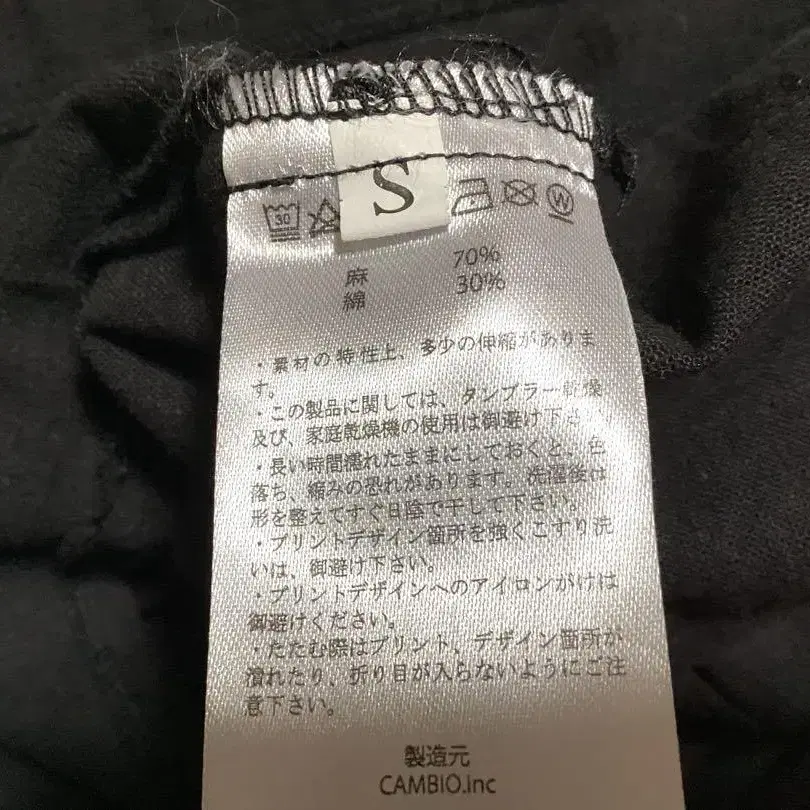 S
30
W
麻 70%
綿 30%
・素材の特性上、多少の伸縮がありま
す。
・この製品に関しては、タンブラー乾燥
及び、家庭乾燥機の使用は御避け下さ
・長い時間濡れたままにしておくと、色
落ち、縮みの恐れがあります。洗濯後は
形を整えてすぐ日陰で干して下さい。
・プリントデザイン箇所を強くこすり洗
いは、御避け下さい。
・プリントデザインへのアイロンがけは
御避けください。
・たたむ際はプリント、デザイン箇所が
潰れたり、折り目が入らないようにご注
意下さい。
製造元
CAMBIO.inc